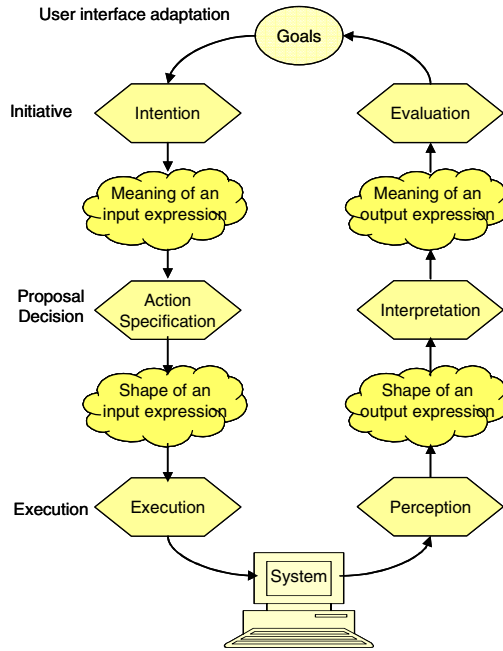 User interface adaptation
Goals
Initiative
Intention
Evaluation
Meaning of an
input expression
Meaning of an
output expression
Proposal
Decision
Action
Specification
Interpretation
Shape of an
input expression
Shape of an
output expression
Execution
Execution
Perception
System